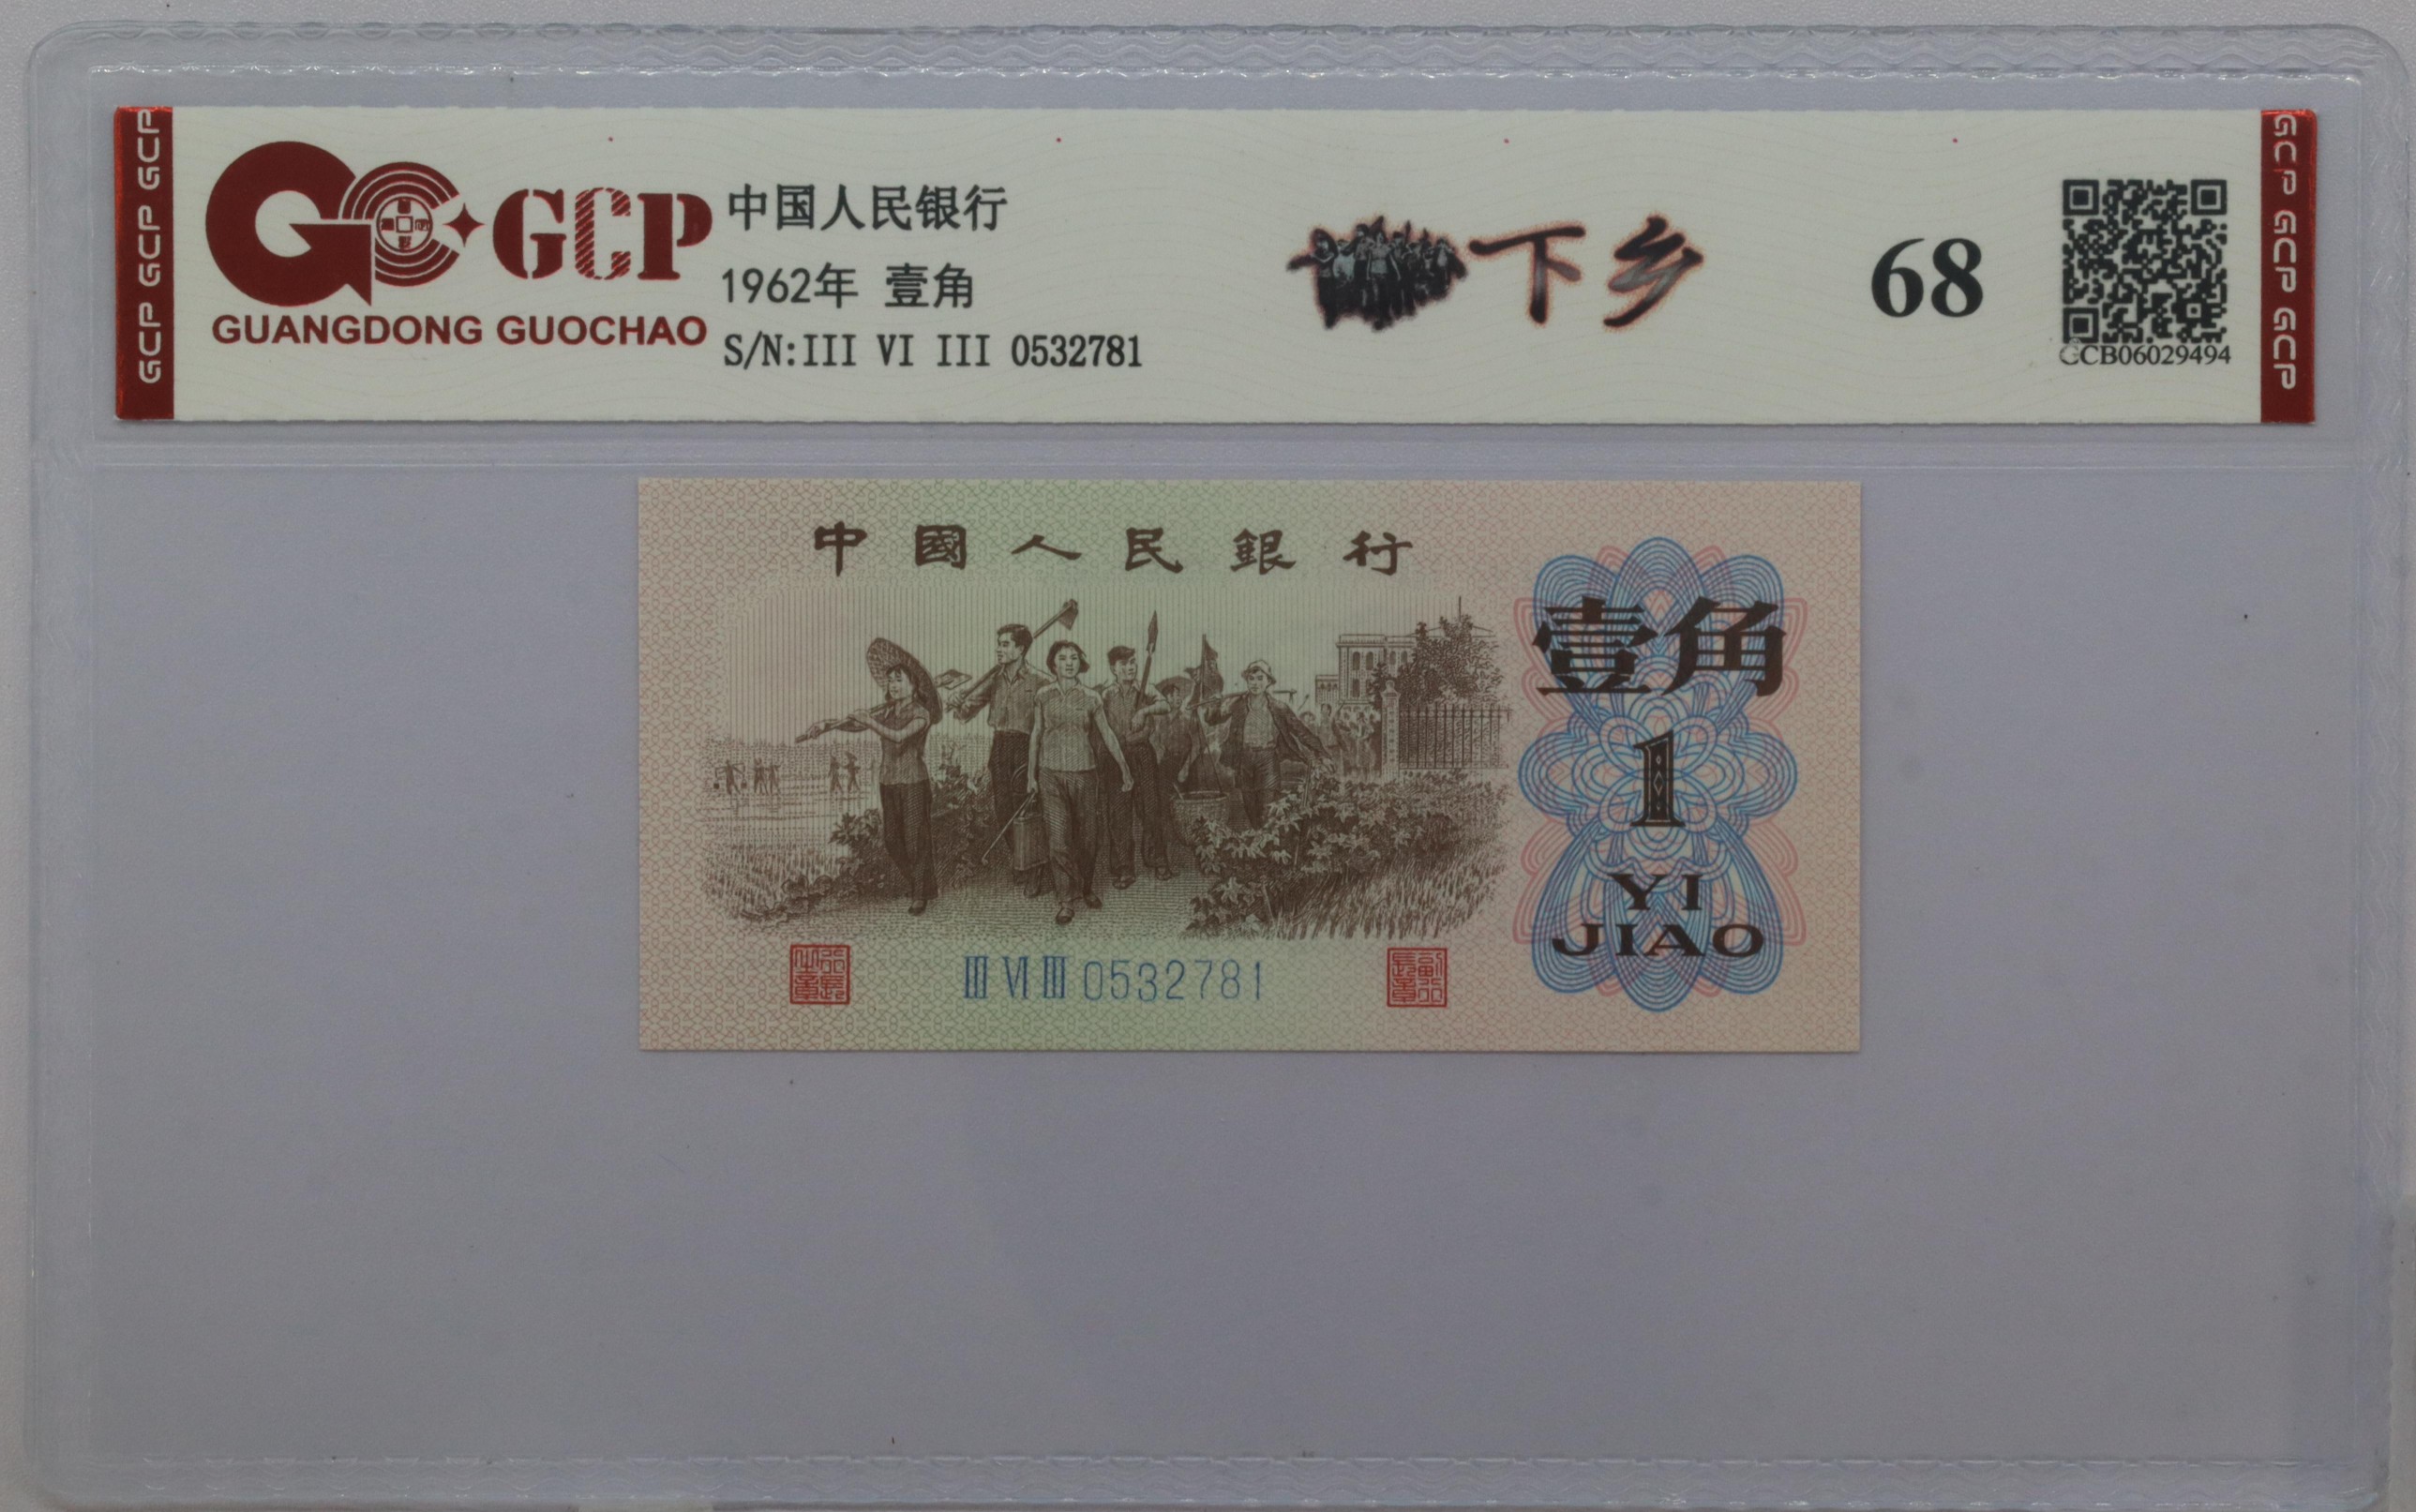 GCP GCP GCP
GCP
GUANGDONG GUOCHAO
中国人民银行
1962年 壹角
S/N:III VI III 0532781
下乡
68
GCB06029494
GCP GCP GCP
中國人民銀行
壹角
1
YI
JIAO
III VI III 0532781